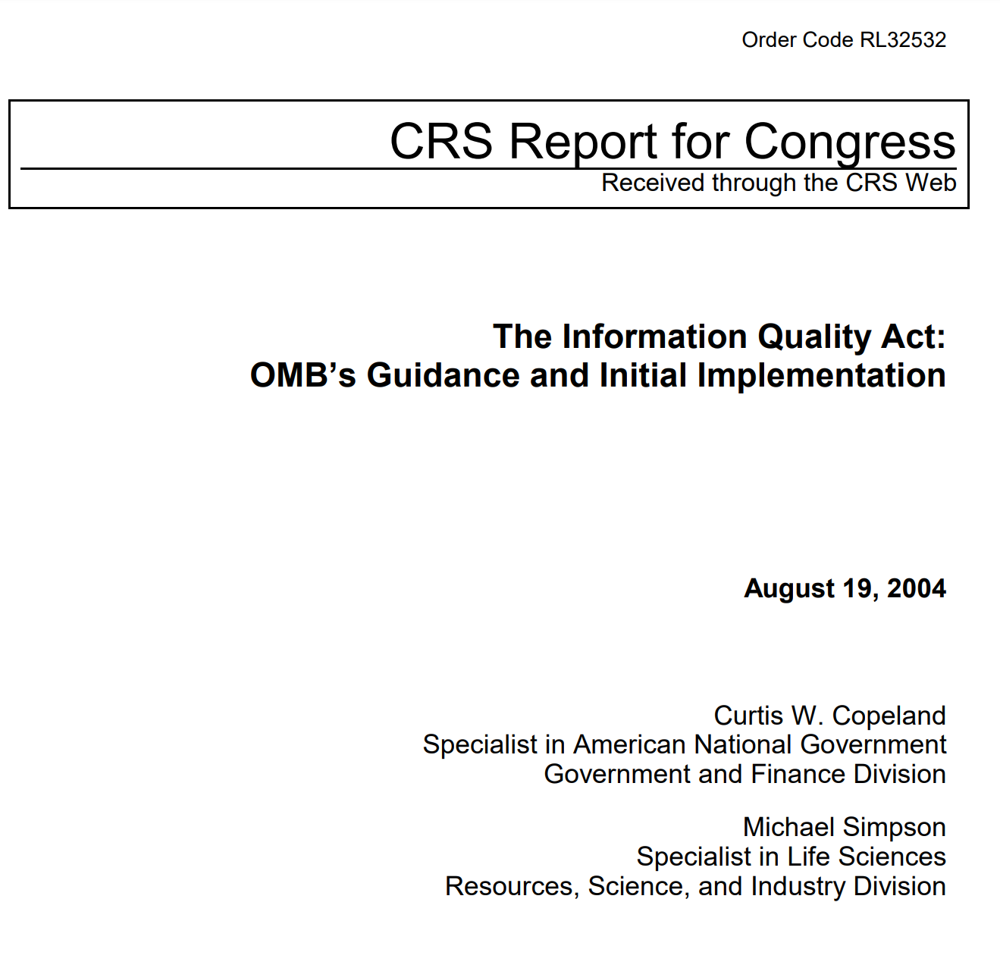 Order Code RL32532
CRS Report for Congress
Received through the CRS Web
The Information Quality Act:
OMB’s Guidance and Initial Implementation
August 19, 2004
Curtis W. Copeland
Specialist in American National Government
Government and Finance Division
Michael Simpson
Specialist in Life Sciences
Resources, Science, and Industry Division